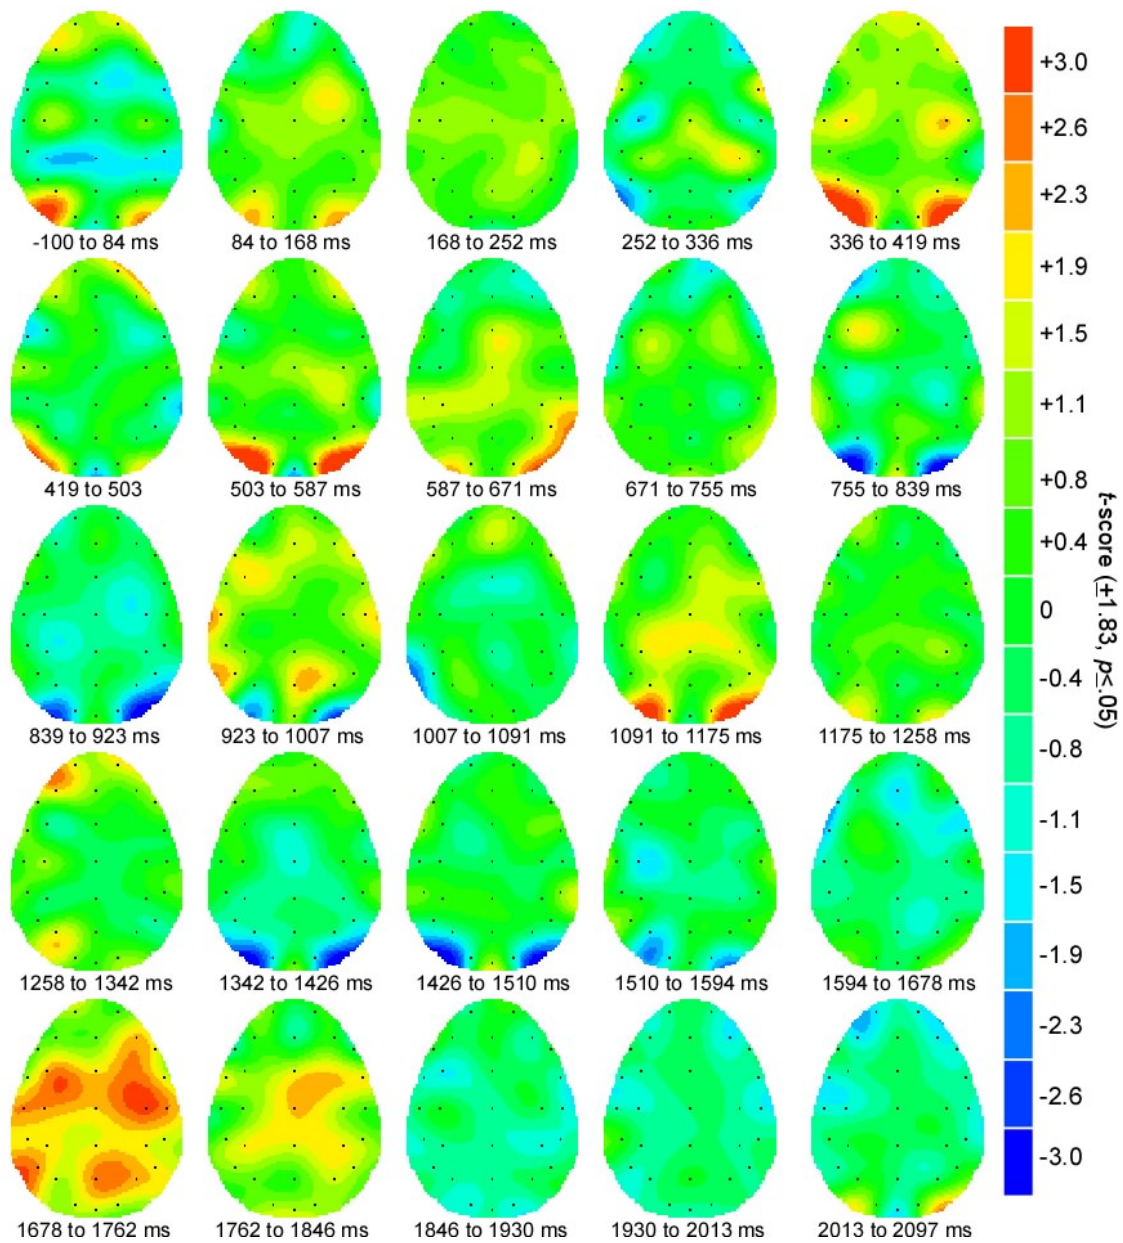 -100 to 84 ms
84 to 168 ms
168 to 252 ms
252 to 336 ms
336 to 419 ms
419 to 503
503 to 587 ms
587 to 671 ms
671 to 755 ms
755 to 839 ms
839 to 923 ms
923 to 1007 ms
1007 to 1091 ms
1091 to 1175 ms
1175 to 1258 ms
1258 to 1342 ms
1342 to 1426 ms
1426 to 1510 ms
1510 to 1594 ms
1594 to 1678 ms
1678 to 1762 ms
1762 to 1846 ms
1846 to 1930 ms
1930 to 2013 ms
2013 to 2097 ms
+3.0
+2.6
+2.3
+1.9
+1.5
+1.1
+0.8
+0.4
0
-0.4
-0.8
-1.1
-1.5
-1.9
-2.3
-2.6
-3.0
t-score (±1.83, p≤.05)